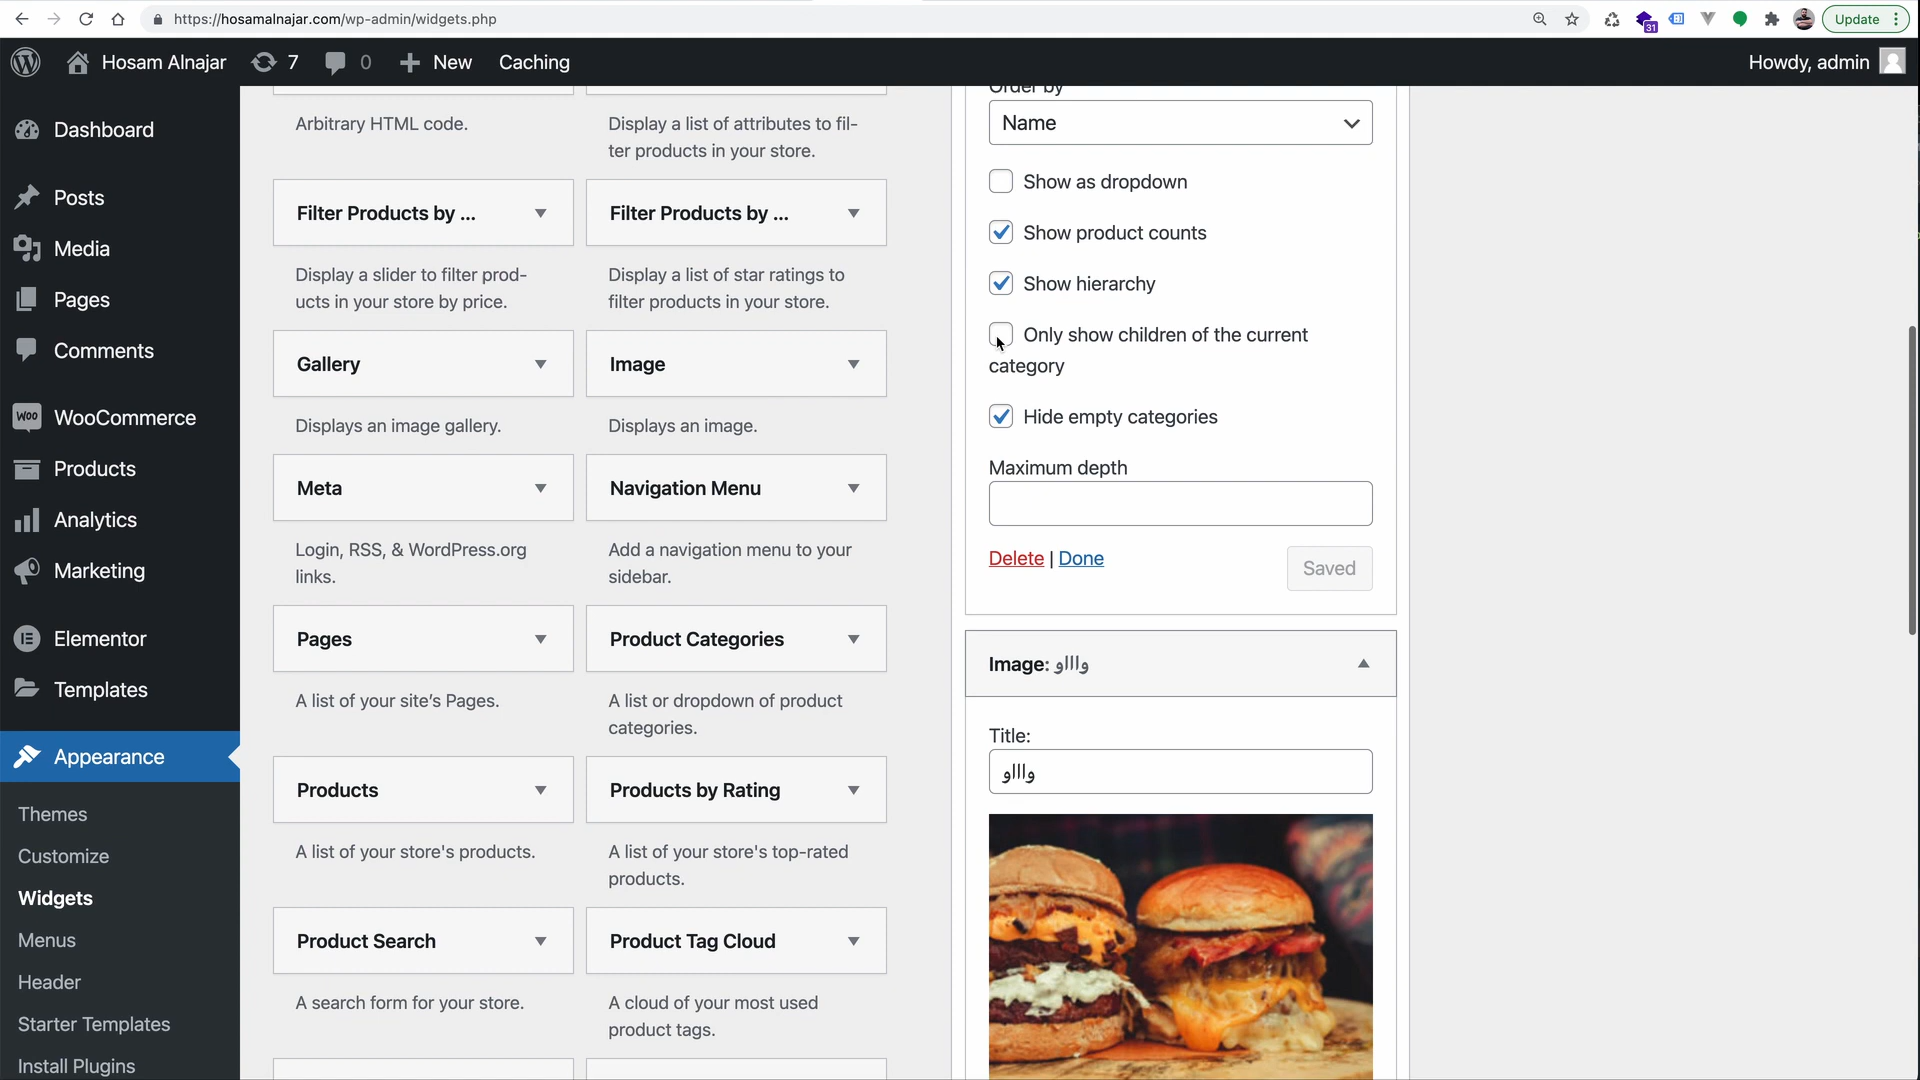 https://hosamalnajar.com/wp-admin/widgets.php
31
Update
Hosam Alnajar
7
0
New
Caching
Howdy, admin
Dashboard
Posts
Media
Pages
Comments
WooCommerce
Products
Analytics
Marketing
Elementor
Templates
Appearance
Themes
Customize
Widgets
Menus
Header
Starter Templates
Install Plugins
Arbitrary HTML code.
Display a list of attributes to fil-
ter products in your store.
Filter Products by ...
Filter Products by ...
Display a slider to filter prod-
ucts in your store by price.
Display a list of star ratings to
filter products in your store.
Gallery
Image
Displays an image gallery.
Displays an image.
Meta
Navigation Menu
Login, RSS, & WordPress.org
links.
Add a navigation menu to your
sidebar.
Pages
Product Categories
A list of your site’s Pages.
A list or dropdown of product
categories.
Products
Products by Rating
A list of your store's products.
A list of your store's top-rated
products.
Product Search
Product Tag Cloud
A search form for your store.
A cloud of your most used
product tags.
Order by
Name
Show as dropdown
Show product counts
Show hierarchy
Only show children of the current
category
Hide empty categories
Maximum depth
Delete | Done
Saved
Image: واااو
Title:
واااو